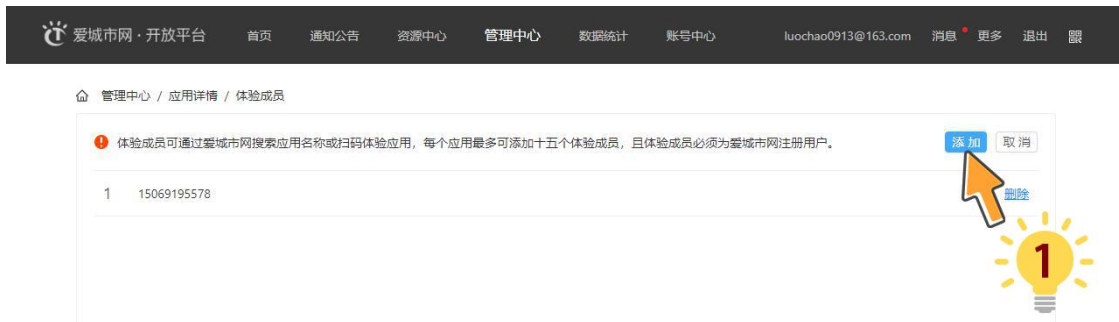 爱城市网·开放平台 首页 通知公告 资源中心 管理中心 数据统计 账号中心 luochao0913@163.com 消息 更多 退出
管理中心 / 应用详情 / 体验成员
体验成员可通过爱城市网搜索应用名称或扫码体验应用，每个应用最多可添加十五个体验成员，且体验成员必须为爱城市网注册用户。 添加 取消
1 15069195578 删除
1